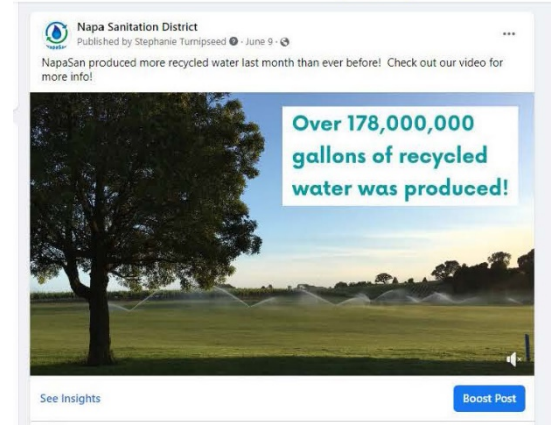 Napa Sanitation District
Published by Stephanie Turnipseed · June 9 ·
NapaSan produced more recycled water last month than ever before! Check out our video for
more info!
Over 178,000,000
gallons of recycled
water was produced!
See Insights
Boost Post